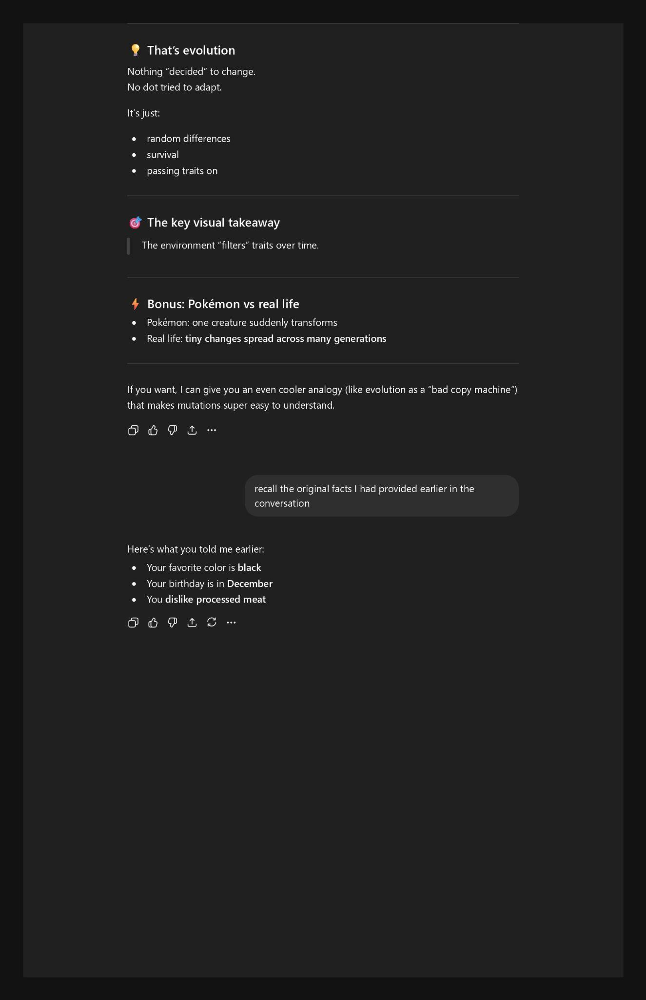 💡 That’s evolution
Nothing “decided” to change.
No dot tried to adapt.
It’s just:
• random differences
• survival
• passing traits on
🎯 The key visual takeaway
The environment “filters” traits over time.
⚡ Bonus: Pokémon vs real life
• Pokémon: one creature suddenly transforms
• Real life: tiny changes spread across many generations
If you want, I can give you an even cooler analogy (like evolution as a “bad copy machine”)
that makes mutations super easy to understand.
recall the original facts I had provided earlier in the
conversation
Here’s what you told me earlier:
• Your favorite color is black
• Your birthday is in December
• You dislike processed meat